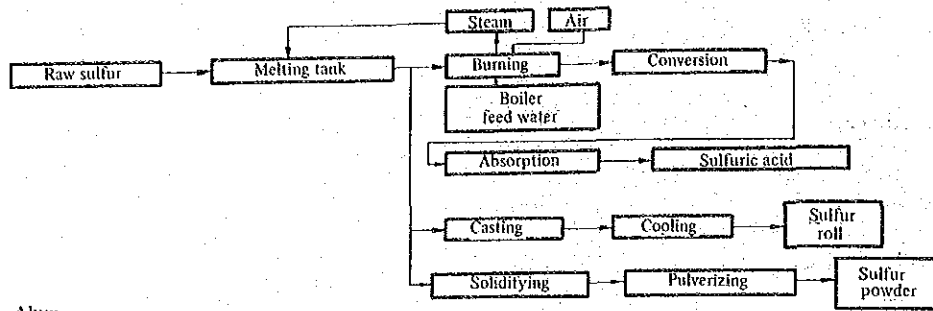 Steam
Air
Raw sulfur
Melting tank
Burning
Conversion
Boiler
feed water
Absorption
Sulfuric acid
Casting
Cooling
Sulfur
roll
Solidifying
Pulverizing
Sulfur
powder